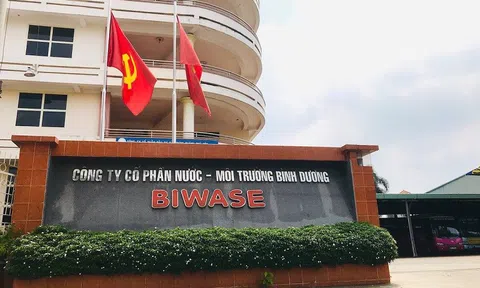 CÔNG TY CỔ PHẦN NƯỚC - MÔI TRƯỜNG BÌNH DƯƠNG
BIWASE